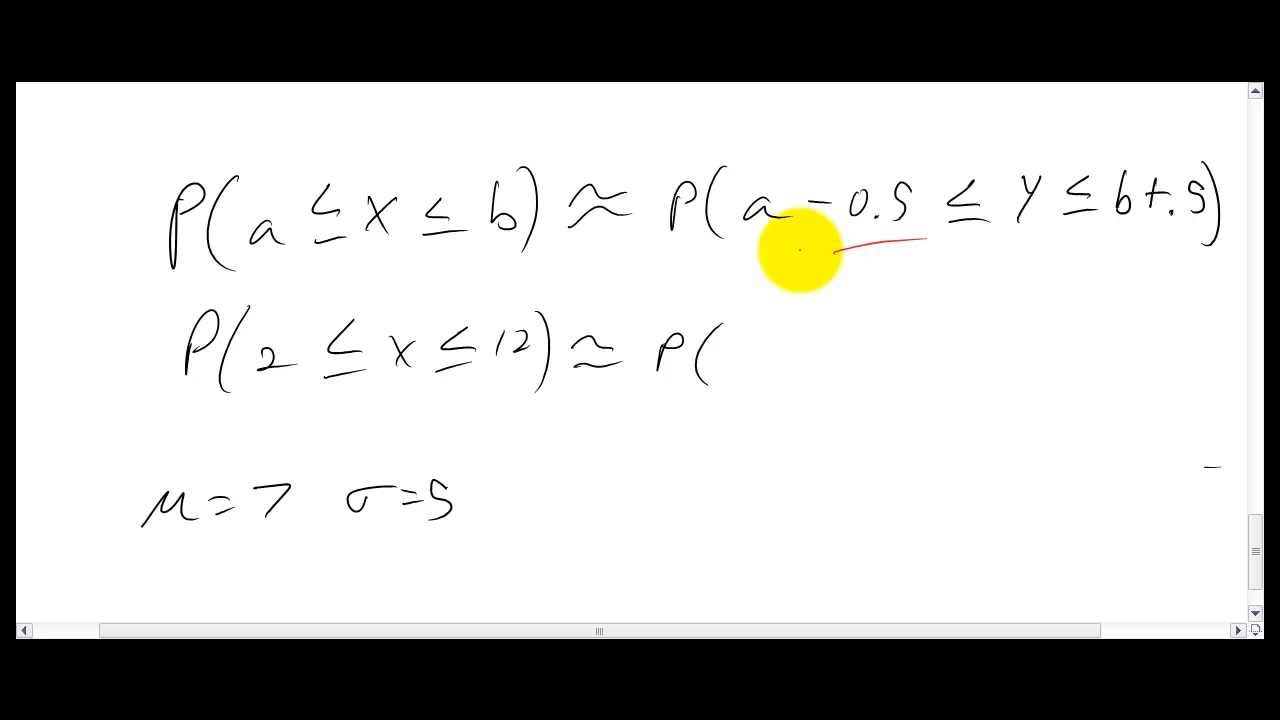 P(a ≤ X ≤ b) ≈ P(a - 0.5 ≤ Y ≤ b+.5)
P(2 ≤ X ≤ 12) ≈ P(
μ=7 σ=5